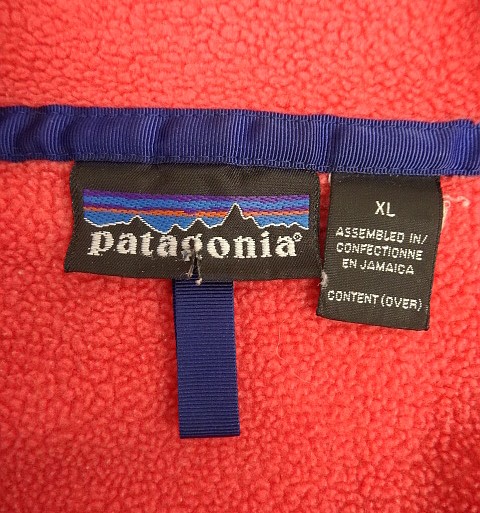 patagonia®
XL
ASSEMBLED IN/
CONFECTIONNE
EN JAMAICA
CONTENT (OVER)